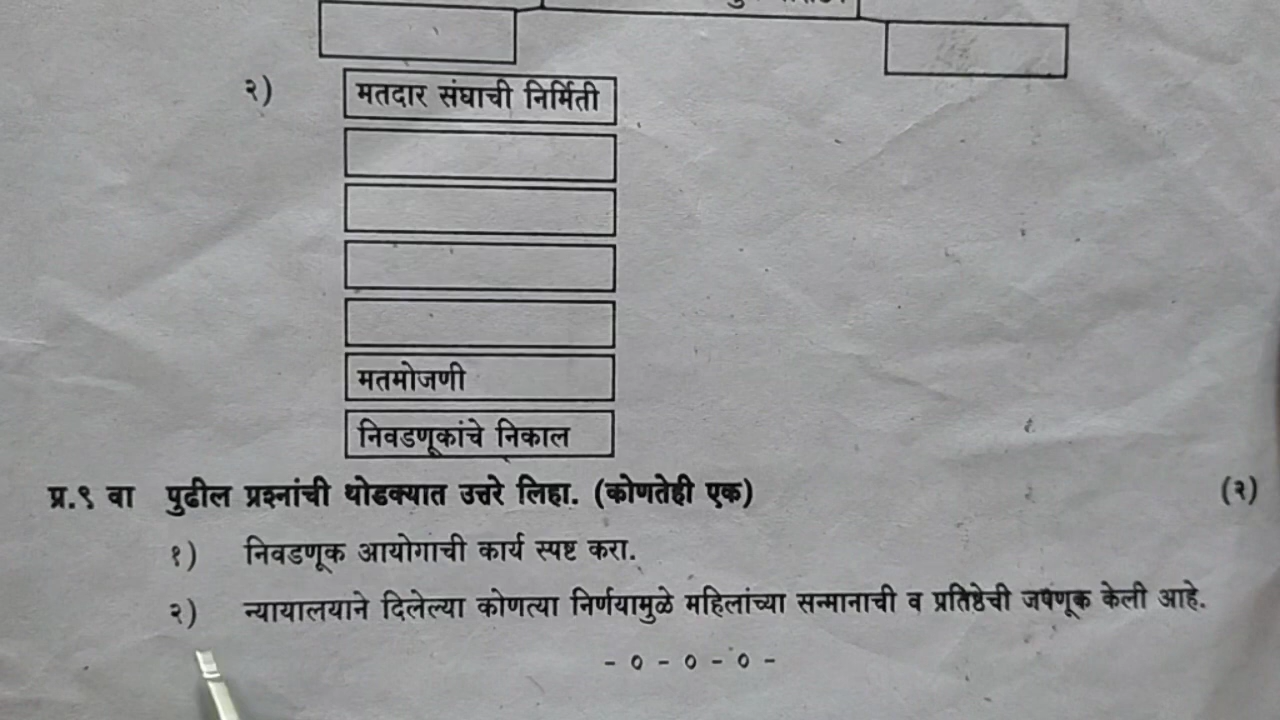 २) मतदार संघाची निर्मिती
मतमोजणी
निवडणूकांचे निकाल
प्र.९ वा पुढील प्रश्नांची थोडक्यात उत्तरे लिहा. (कोणतेही एक) (२)
१) निवडणूक आयोगाची कार्य स्पष्ट करा.
२) न्यायालयाने दिलेल्या कोणत्या निर्णयामुळे महिलांच्या सन्मानाची व प्रतिष्ठेची जपणूक केली आहे.
- ० - ० - ० -